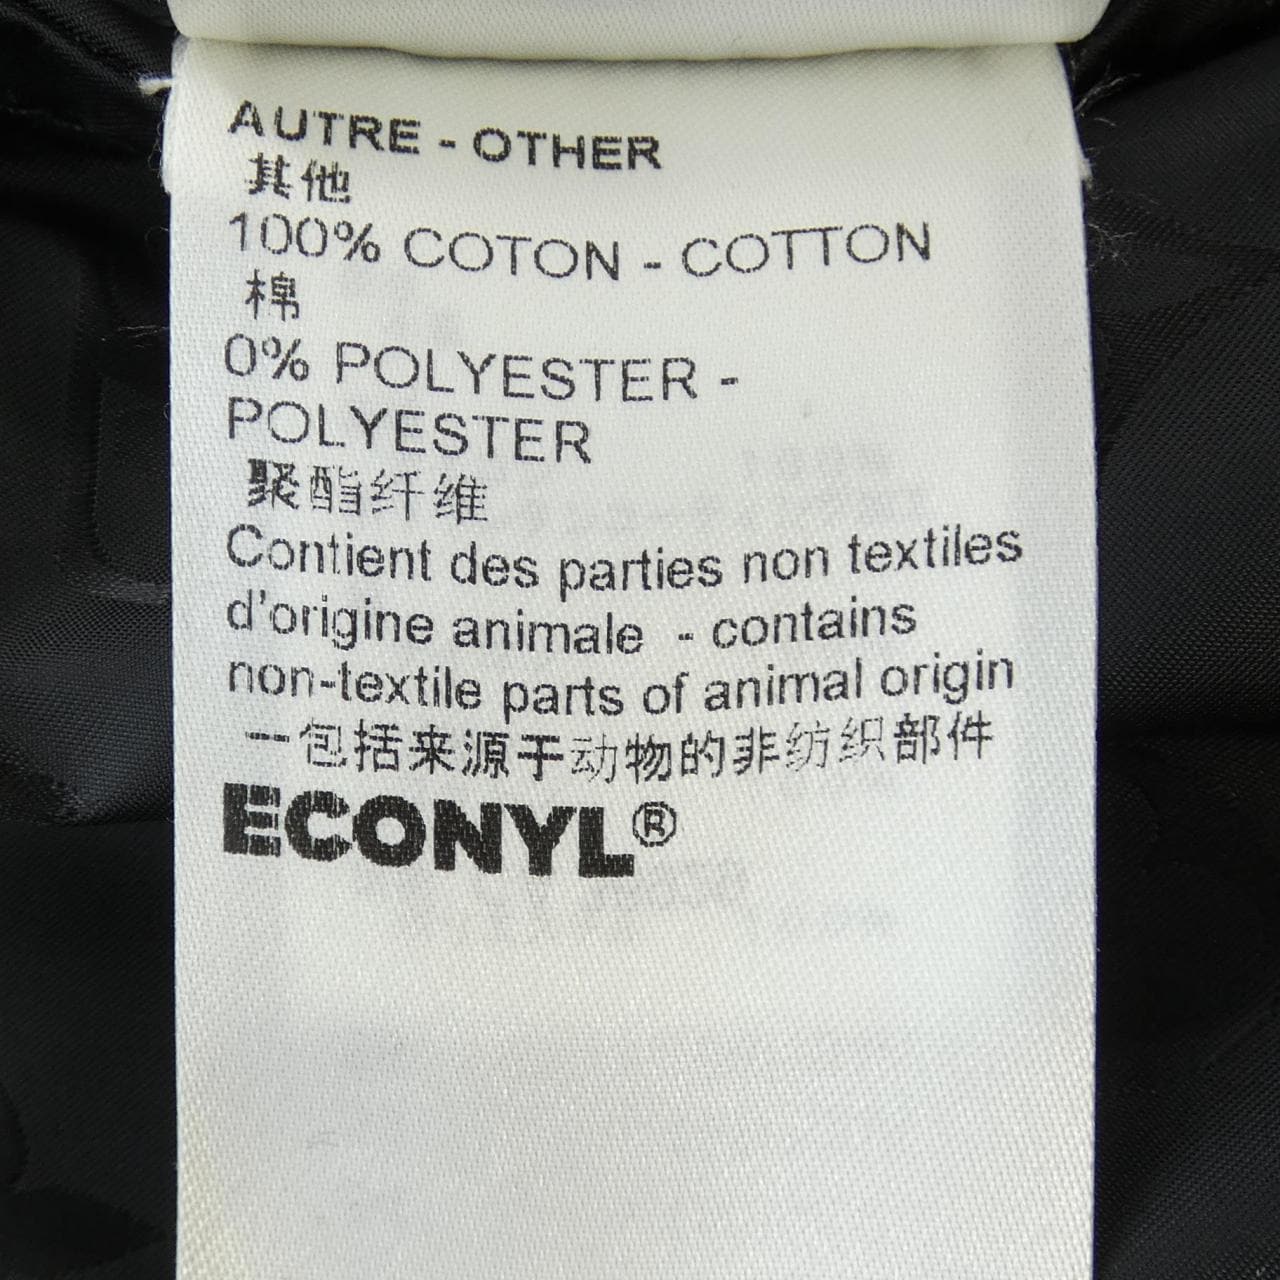 AUTRE - OTHER
其他
100% COTON - COTTON
棉
0% POLYESTER -
POLYESTER
聚酯纤维
Contient des parties non textiles
d'origine animale - contains
non-textile parts of animal origin
一包括来源于动物的非纺织部件
ECONYL®